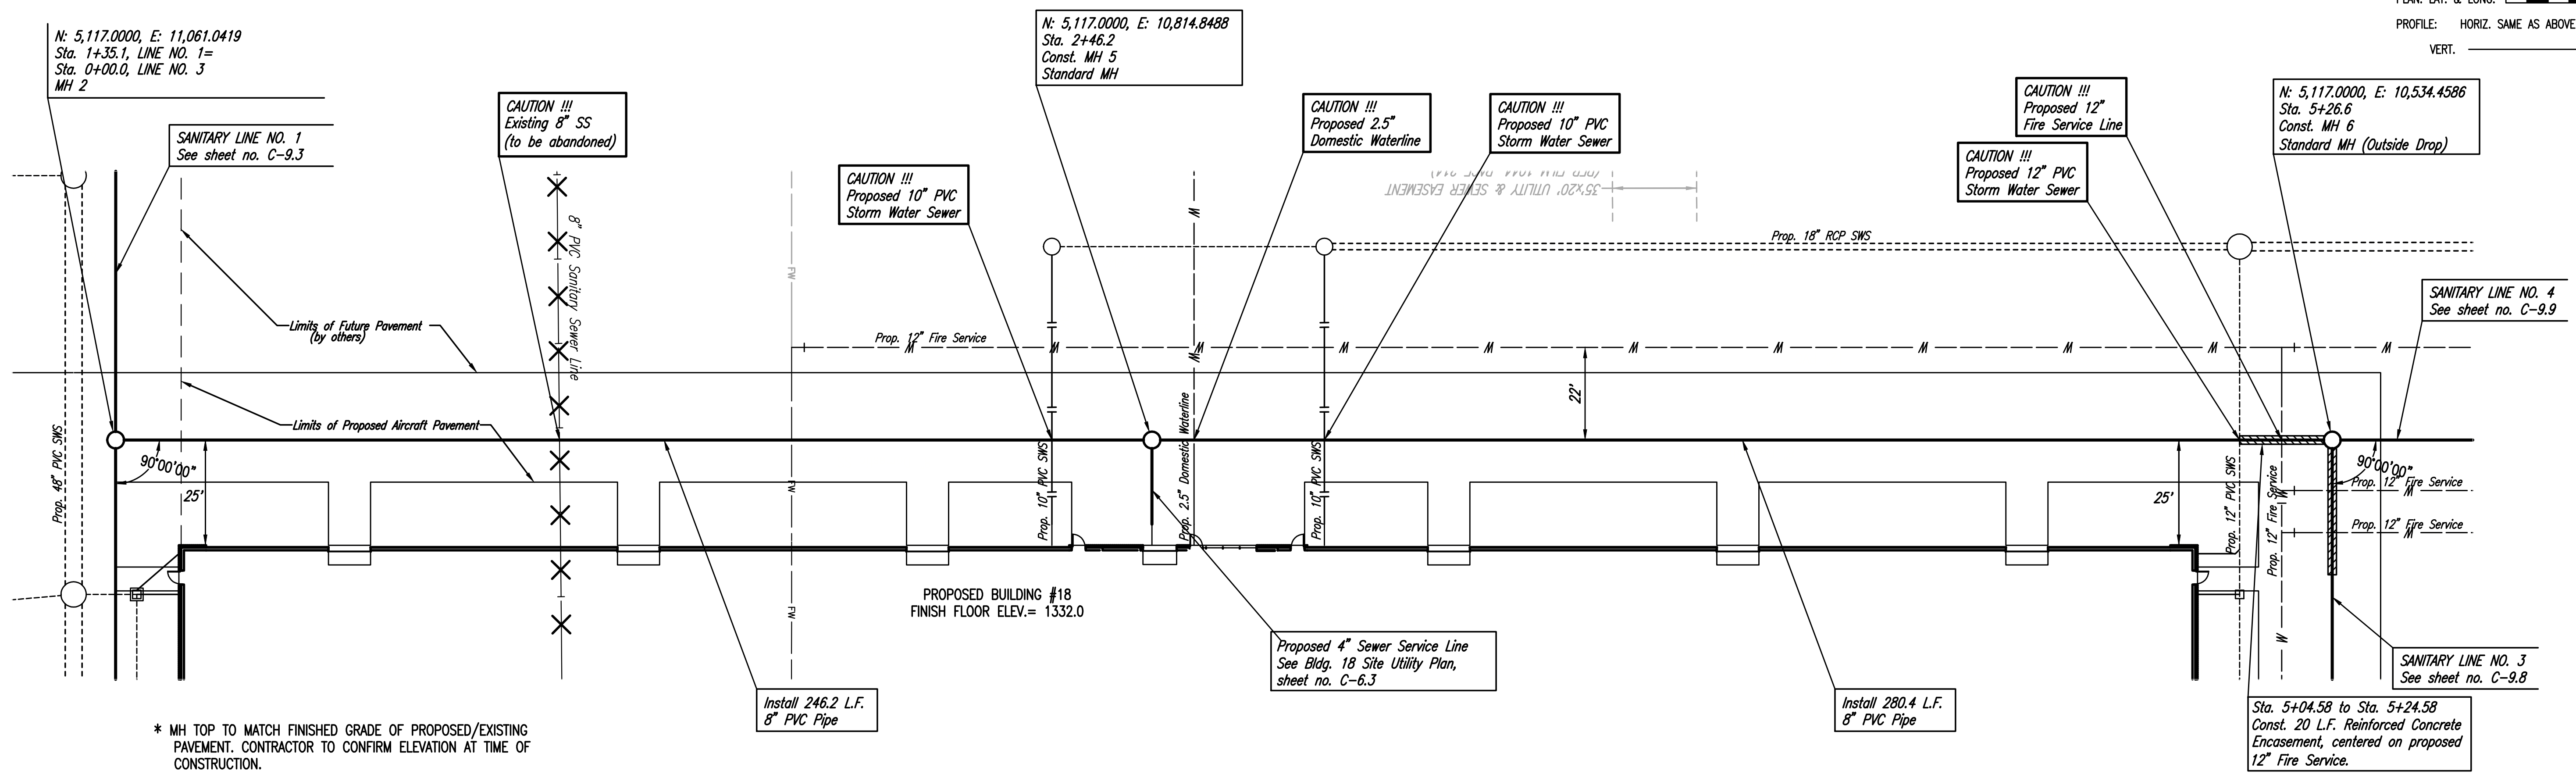 PLAN: LAT. & LONG.
PROFILE: HORIZ. SAME AS ABOVE
VERT.
N: 5,117.0000, E: 11,061.0419
Sta. 1+35.1, LINE NO. 1=
Sta. 0+00.0, LINE NO. 3
MH 2
SANITARY LINE NO. 1
See sheet no. C-9.3
CAUTION !!!
Existing 8" SS
(to be abandoned)
CAUTION !!!
Proposed 10" PVC
Storm Water Sewer
N: 5,117.0000, E: 10,814.8488
Sta. 2+46.2
Const. MH 5
Standard MH
CAUTION !!!
Proposed 2.5"
Domestic Waterline
CAUTION !!!
Proposed 10" PVC
Storm Water Sewer
35'x20' UTILITY & SEWER EASEMENT
CAUTION !!!
Proposed 12" PVC
Storm Water Sewer
CAUTION !!!
Proposed 12"
Fire Service Line
N: 5,117.0000, E: 10,534.4586
Sta. 5+26.6
Const. MH 6
Standard MH (Outside Drop)
SANITARY LINE NO. 4
See sheet no. C-9.9
Prop. 18" RCP SWS
8" PVC Sanitary Sewer Line
FW
FW
FW
Limits of Future Pavement
(by others)
Prop. 12" Fire Service
W
W
W
W
W
W
W
W
W
W
W
W
W
22'
Limits of Proposed Aircraft Pavement
Prop. 48" PVC SWS
90°00'00"
25'
Prop. 10" PVC SWS
Prop. 2.5" Domestic Waterline
Prop. 10" PVC SWS
25'
Prop. 12" PVC SWS
Prop. 12" Fire Service
W
W
90°00'00"
Prop. 12" Fire Service
W
Prop. 12" Fire Service
W
PROPOSED BUILDING #18
FINISH FLOOR ELEV.= 1332.0
Proposed 4" Sewer Service Line
See Bldg. 18 Site Utility Plan,
sheet no. C-6.3
SANITARY LINE NO. 3
See sheet no. C-9.8
Install 246.2 L.F.
8" PVC Pipe
Install 280.4 L.F.
8" PVC Pipe
Sta. 5+04.58 to Sta. 5+24.58
Const. 20 L.F. Reinforced Concrete
Encasement, centered on proposed
12" Fire Service.
* MH TOP TO MATCH FINISHED GRADE OF PROPOSED/EXISTING
PAVEMENT. CONTRACTOR TO CONFIRM ELEVATION AT TIME OF
CONSTRUCTION.